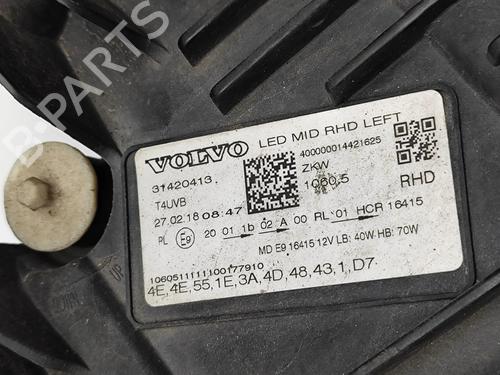 B-PARTS
VOLVO LED MID RHD LEFT
31420413
400000014421625
T4UVB
ZKW
27.02.18 08:47
1060.5 RHD
PL E9 20 01 1b 02 A 00 RL 01 HCR 16415
MD E9 16415 12V LB: 40W HB: 70W
1060511111100177910
4E,4E,55,1E,3A,4D,48,43,1,D7